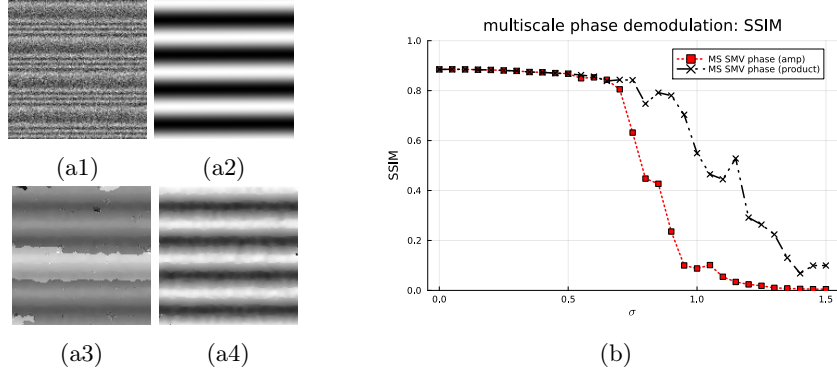 (a1)
(a2)
(a3)
(a4)
multiscale phase demodulation: SSIM
1.0
0.8
0.6
0.4
0.2
0.0
SSIM
MS SMV phase (amp)
MS SMV phase (product)
0.0
0.5
1.0
1.5
σ
(b)